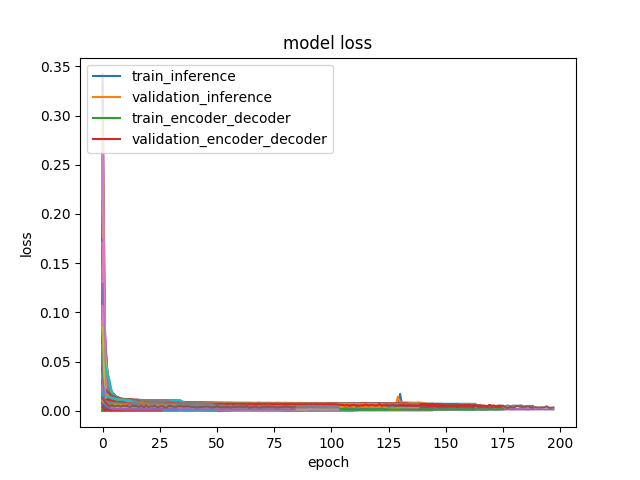 model loss
train_inference
validation_inference
train_encoder_decoder
validation_encoder_decoder
loss
0.35
0.30
0.25
0.20
0.15
0.10
0.05
0.00
0 25 50 75 100 125 150 175 200
epoch